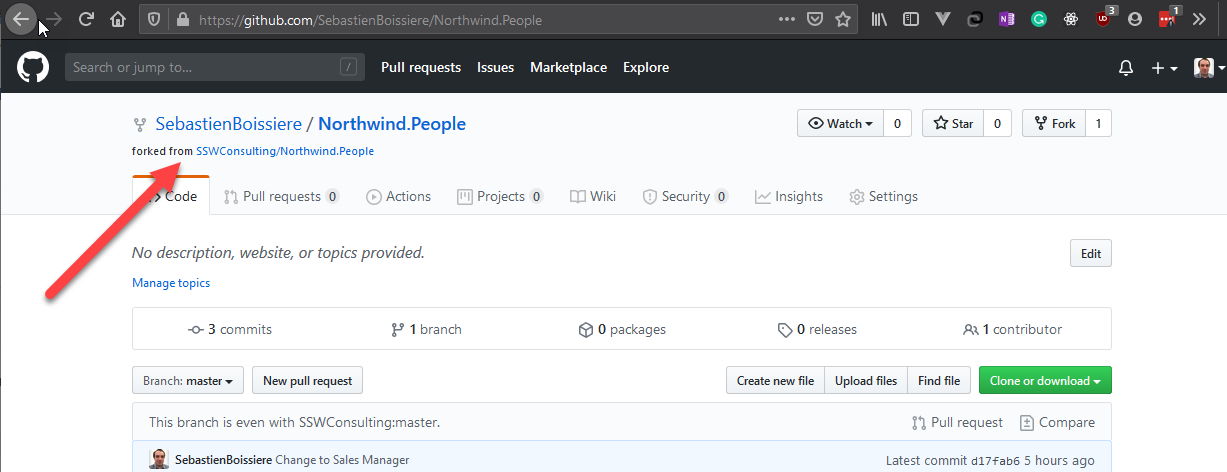 https://github.com/SebastienBoissiere/Northwind.People
3
1
Search or jump to... /
Pull requests Issues Marketplace Explore
SebastienBoissiere / Northwind.People
Watch 0 Star 0 Fork 1
forked from SSWConsulting/Northwind.People
Code Pull requests 0 Actions Projects 0 Wiki Security 0 Insights Settings
No description, website, or topics provided.
Edit
Manage topics
3 commits 1 branch 0 packages 0 releases 1 contributor
Branch: master New pull request Create new file Upload files Find file Clone or download
This branch is even with SSWConsulting:master. Pull request Compare
SebastienBoissiere Change to Sales Manager Latest commit d17fab6 5 hours ago